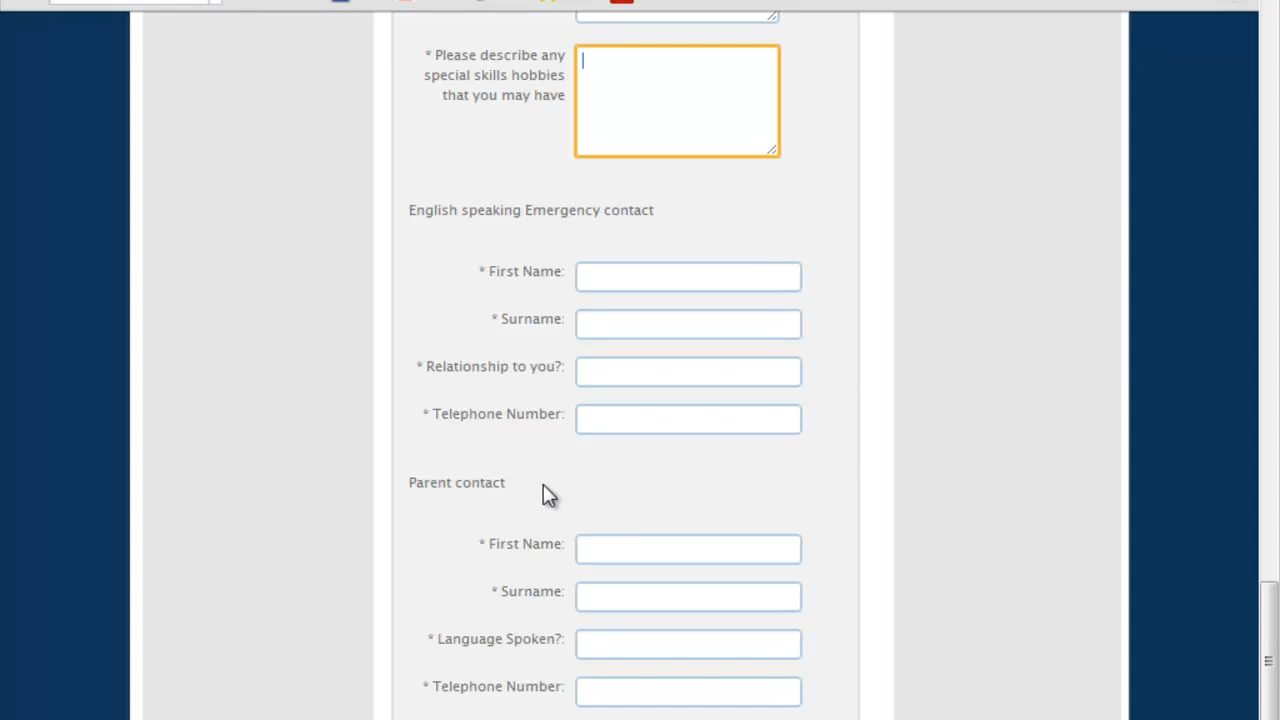 * Please describe any
special skills hobbies
that you may have
English speaking Emergency contact
* First Name:
* Surname:
* Relationship to you?:
* Telephone Number:
Parent contact
* First Name:
* Surname:
* Language Spoken?:
* Telephone Number: